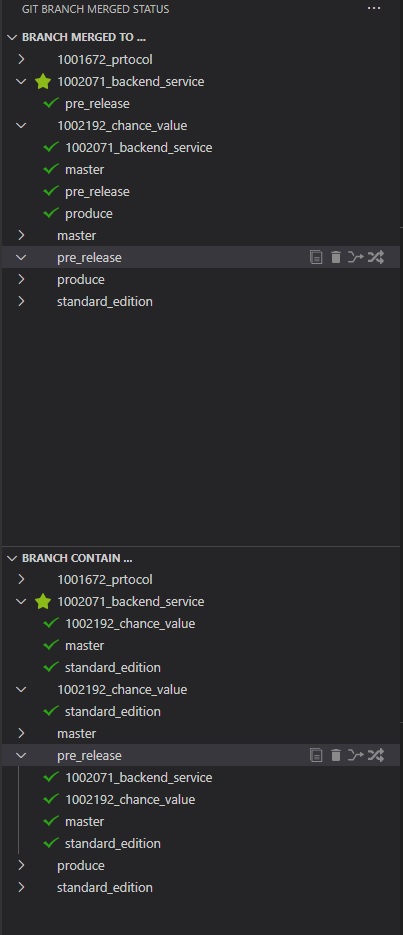 GIT BRANCH MERGED STATUS
BRANCH MERGED TO ...
1001672_prtocol
1002071_backend_service
pre_release
1002192_chance_value
1002071_backend_service
master
pre_release
produce
master
pre_release
produce
standard_edition
BRANCH CONTAIN ...
1001672_prtocol
1002071_backend_service
1002192_chance_value
master
standard_edition
1002192_chance_value
standard_edition
master
pre_release
1002071_backend_service
1002192_chance_value
master
standard_edition
produce
standard_edition